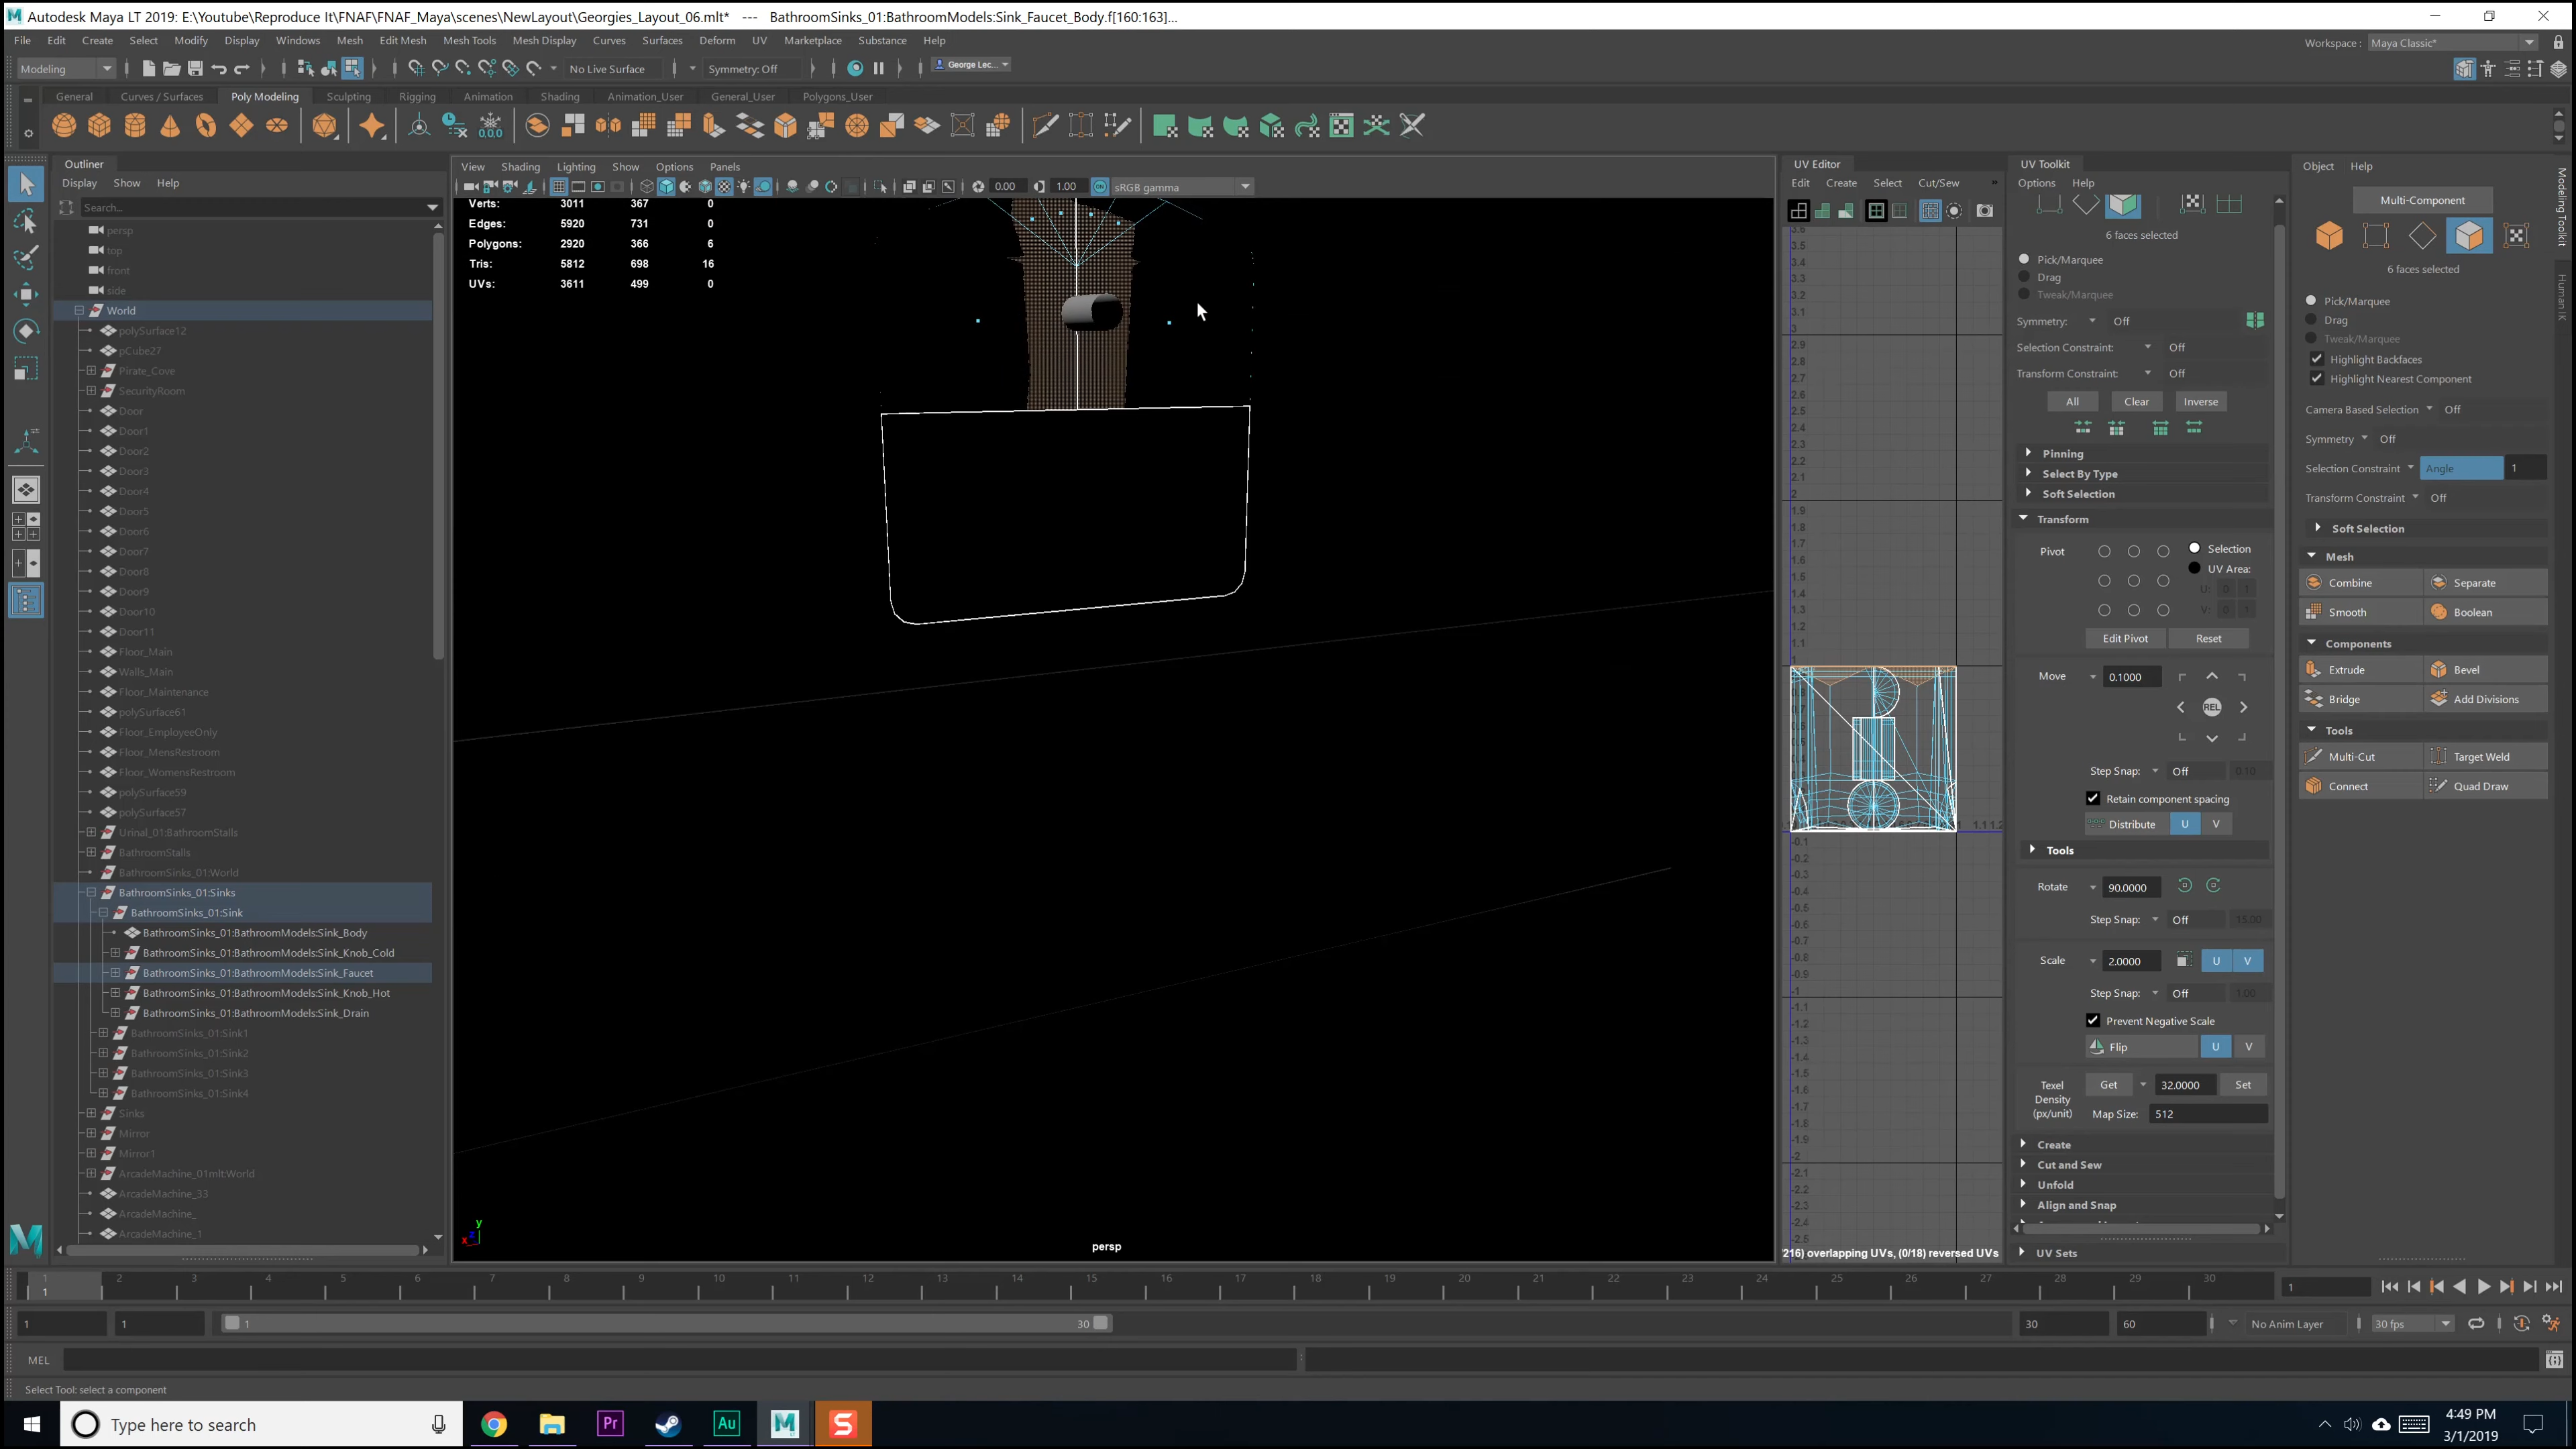 Autodesk Maya LT 2019: E:\Youtube\Reproduce It\FNAF\FNAF_Maya\scenes\NewLayout\Georgies_Layout_06.mlt* --- BathroomSinks_01:BathroomModels:Sink_Faucet_Body.f[160:163]...
File Edit Create Select Modify Display Windows Mesh Edit Mesh Mesh Tools Mesh Display Curves Surfaces Deform UV Marketplace Substance Help
Workspace : Maya Classic*
Modeling No Live Surface Symmetry: Off George Lec...
General Curves / Surfaces Poly Modeling Sculpting Rigging Animation Shading Animation_User General_User Polygons_User
Outliner
Display Show Help
Search...
persp
top
front
side
World
polySurface12
pCube27
Pirate_Cove
SecurityRoom
Door
Door1
Door2
Door3
Door4
Door5
Door6
Door7
Door8
Door9
Door10
Door11
Floor_Main
Walls_Main
Floor_Maintenance
polySurface61
Floor_EmployeeOnly
Floor_MensRestroom
Floor_WomensRestroom
polySurface59
polySurface57
Urinal_01:BathroomStalls
BathroomStalls
BathroomSinks_01:World
BathroomSinks_01:Sinks
BathroomSinks_01:Sink
BathroomSinks_01:BathroomModels:Sink_Body
BathroomSinks_01:BathroomModels:Sink_Knob_Cold
BathroomSinks_01:BathroomModels:Sink_Faucet
BathroomSinks_01:BathroomModels:Sink_Knob_Hot
BathroomSinks_01:BathroomModels:Sink_Drain
BathroomSinks_01:Sink1
BathroomSinks_01:Sink2
BathroomSinks_01:Sink3
BathroomSinks_01:Sink4
Sinks
Mirror
Mirror1
ArcadeMachine_01mlt:World
ArcadeMachine_33
ArcadeMachine_
ArcadeMachine_1
View Shading Lighting Show Options Panels
0.00 1.00 sRGB gamma
Verts: 3011 367 0
Edges: 5920 731 0
Polygons: 2920 366 6
Tris: 5812 698 16
UVs: 3611 499 0
persp
UV Editor
Edit Create Select Cut/Sew
216) overlapping UVs, (0/18) reversed UVs
UV Toolkit
Options Help
6 faces selected
Pick/Marquee
Drag
Tweak/Marquee
Symmetry: Off
Selection Constraint: Off
Transform Constraint: Off
All Clear Inverse
Pinning
Select By Type
Soft Selection
Transform
Pivot Selection
UV Area:
U: 0 1
V: 0 1
Edit Pivot Reset
Move 0.1000
REL
Step Snap: Off 0.10
Retain component spacing
Distribute U V
Tools
Rotate 90.0000
Step Snap: Off 15.00
Scale 2.0000 U V
Step Snap: Off 1.00
Prevent Negative Scale
Flip U V
Texel Density (px/unit) Get 32.0000 Set
Map Size: 512
Create
Cut and Sew
Unfold
Align and Snap
UV Sets
Object Help
Multi-Component
6 faces selected
Pick/Marquee
Drag
Tweak/Marquee
Highlight Backfaces
Highlight Nearest Component
Camera Based Selection Off
Symmetry Off
Selection Constraint Angle 1
Transform Constraint Off
Soft Selection
Mesh
Combine Separate
Smooth Boolean
Components
Extrude Bevel
Bridge Add Divisions
Tools
Multi-Cut Target Weld
Connect Quad Draw
Modeling Toolkit
Human IK
1 2 3 4 5 6 7 8 9 10 11 12 13 14 15 16 17 18 19 20 21 22 23 24 25 26 27 28 29 30
1 1
1 1 1 30 30 60 No Anim Layer 30 fps
MEL
Select Tool: select a component
Type here to search
4:49 PM
3/1/2019